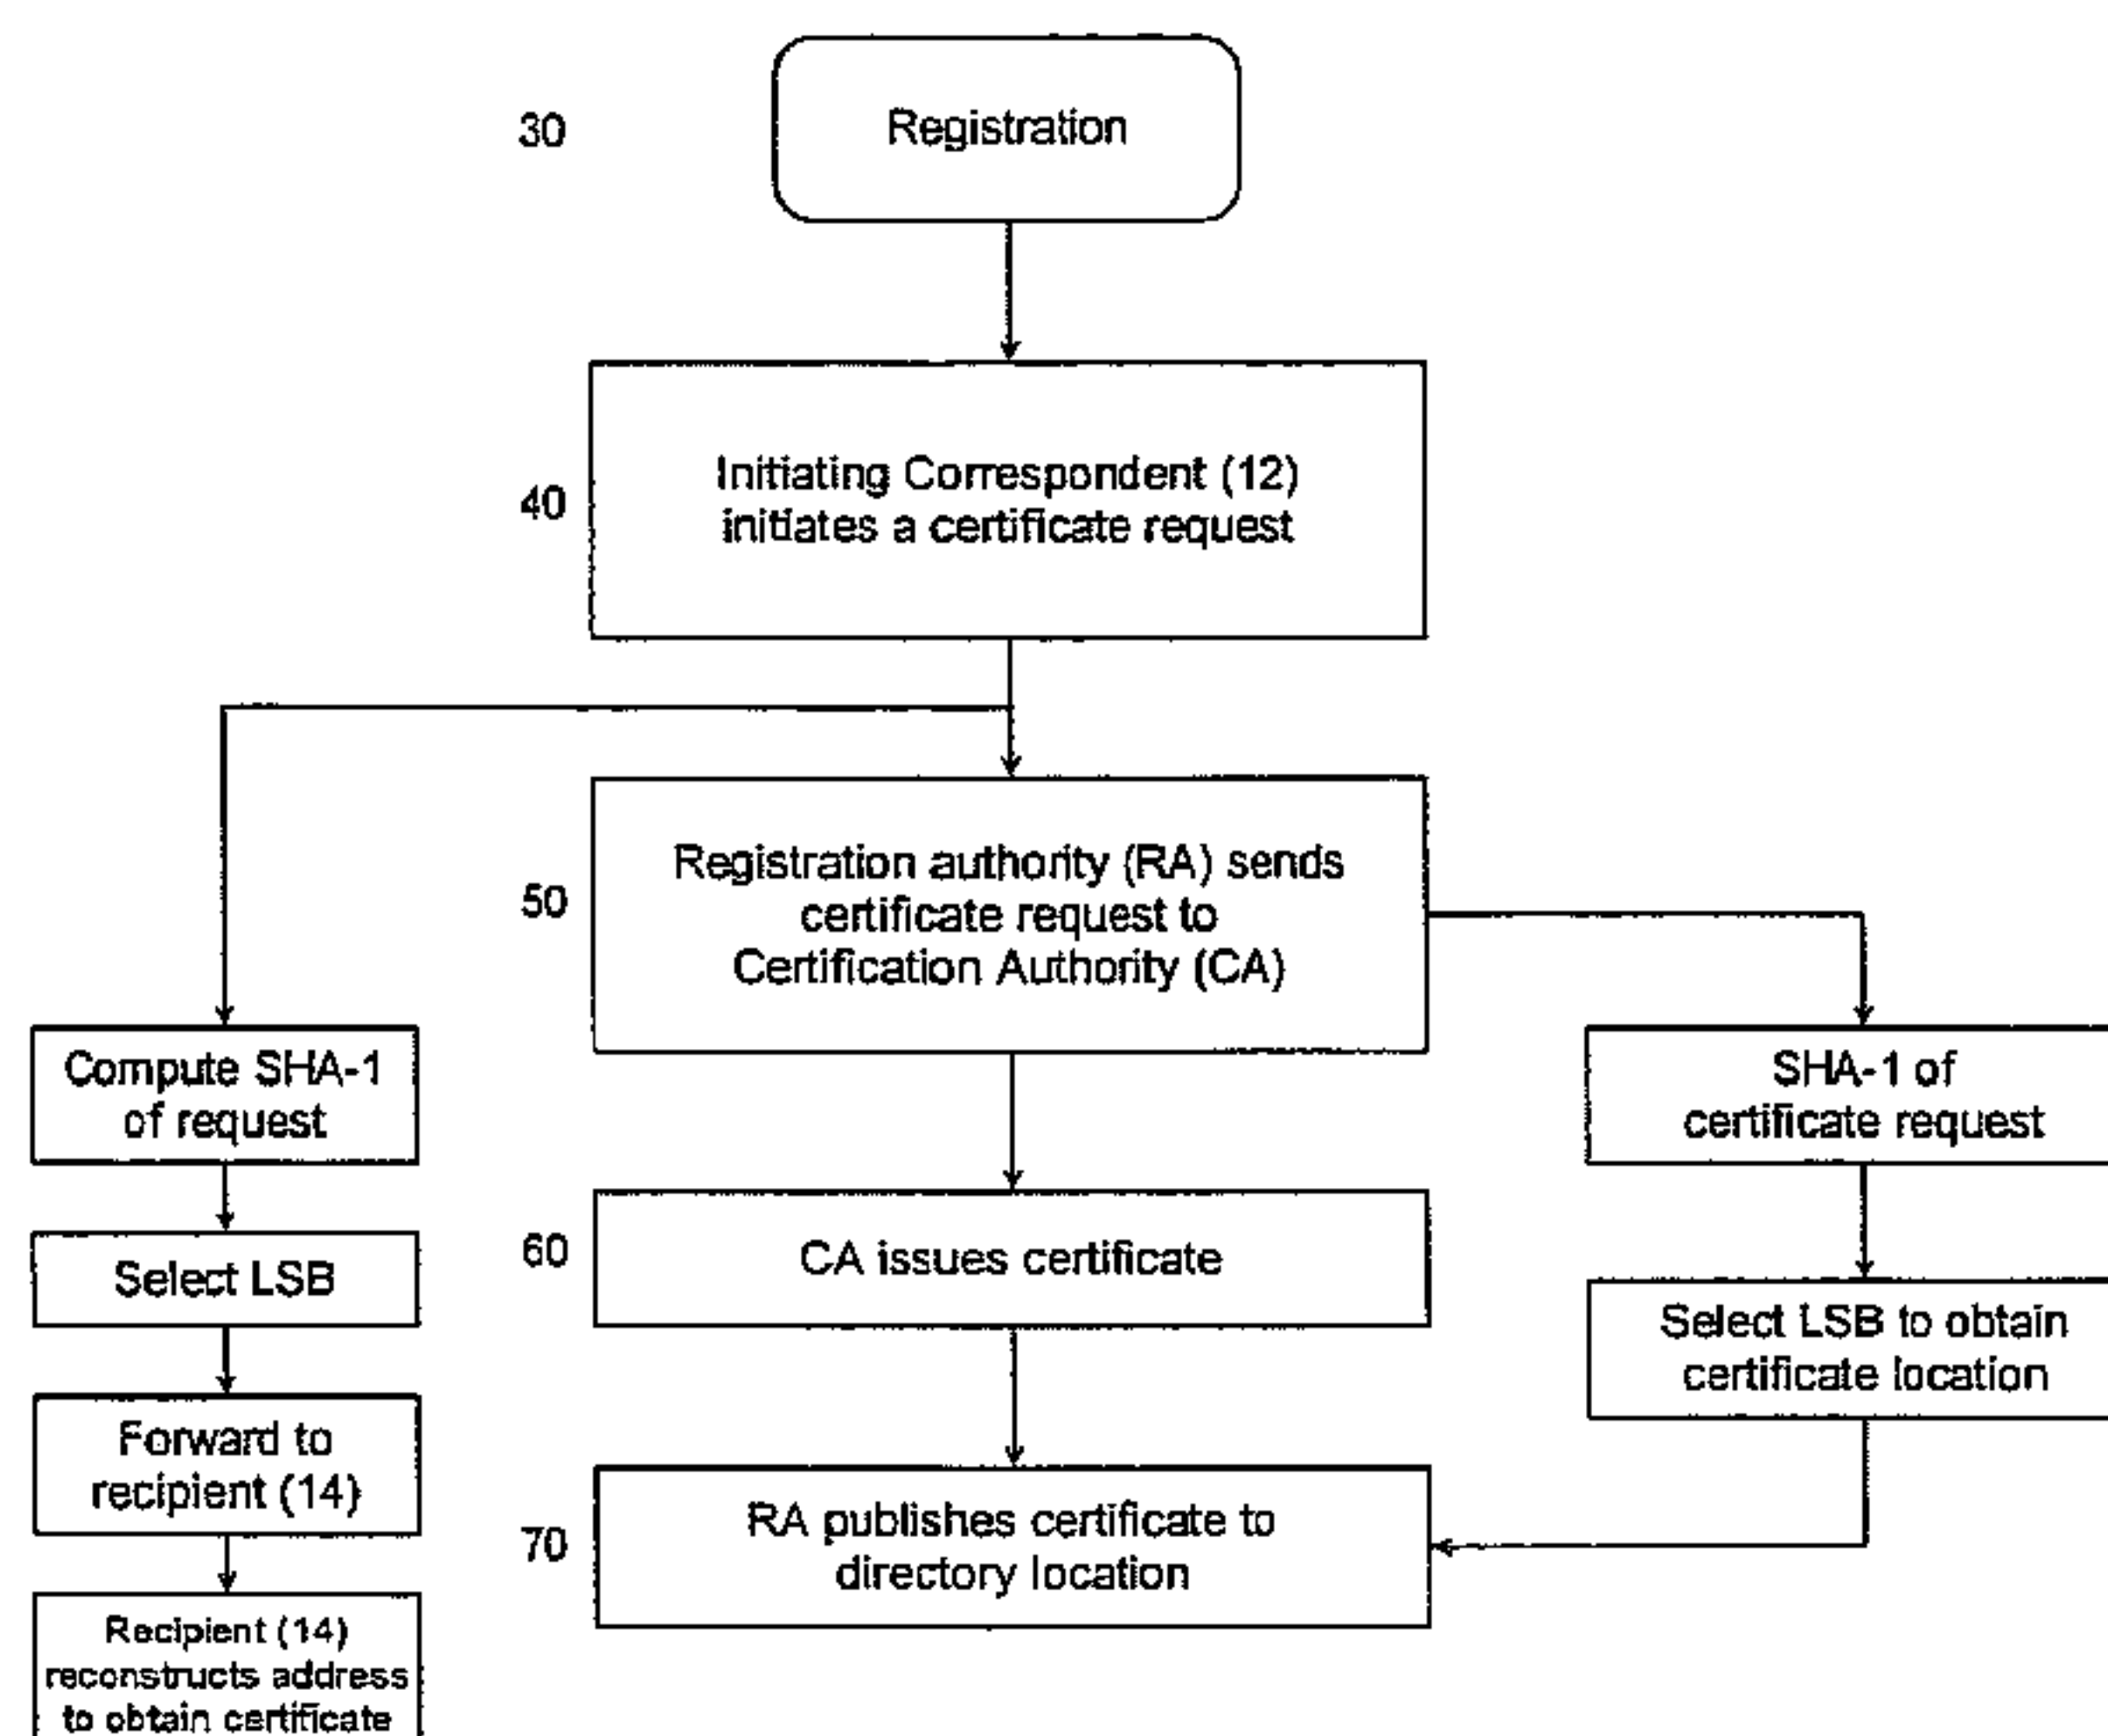 30
Registration
40
Initiating Correspondent (12)
initiates a certificate request
50
Registration authority (RA) sends
certificate request to
Certification Authority (CA)
Compute SHA-1
of request
SHA-1 of
certificate request
Select LSB
60
CA issues certificate
Select LSB to obtain
certificate location
Forward to
recipient (14)
70
RA publishes certificate to
directory location
Recipient (14)
reconstructs address
to obtain certificate